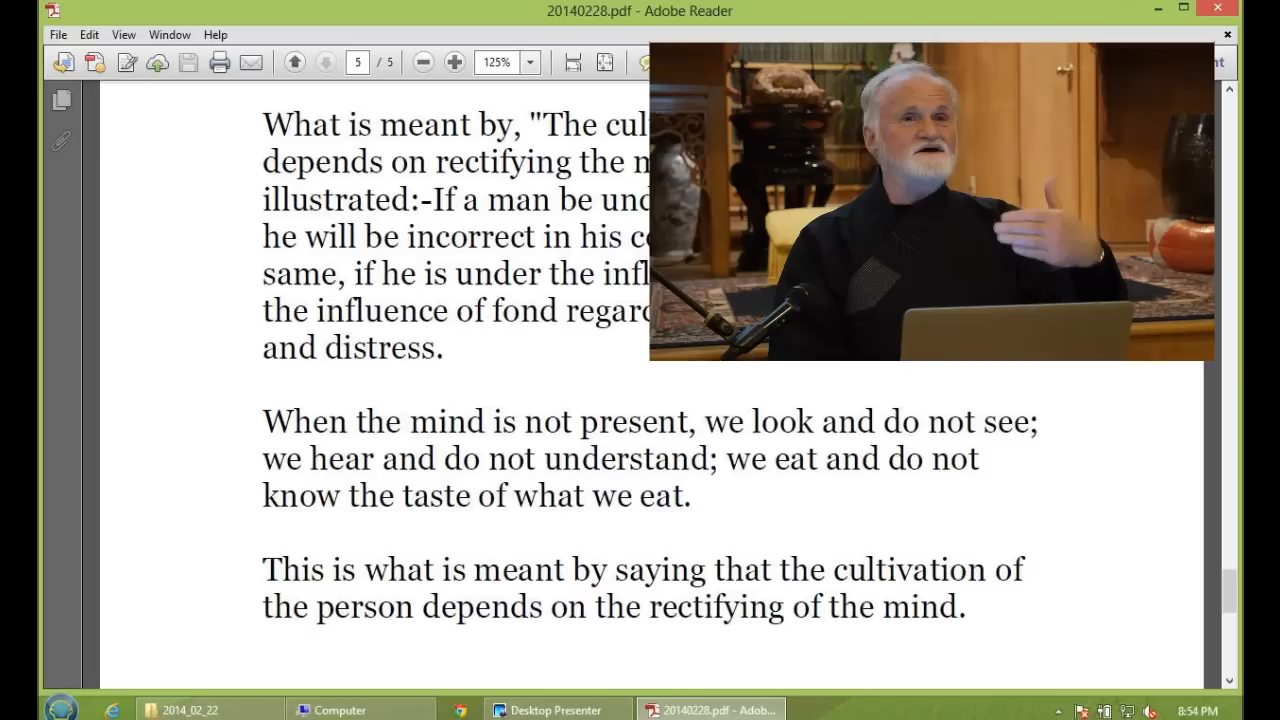 20140228.pdf - Adobe Reader
File Edit View Window Help
5 / 5 125%
What is meant by, "The cul
depends on rectifying the m
illustrated:-If a man be und
he will be incorrect in his co
same, if he is under the infl
the influence of fond regard
and distress.
When the mind is not present, we look and do not see;
we hear and do not understand; we eat and do not
know the taste of what we eat.
This is what is meant by saying that the cultivation of
the person depends on the rectifying of the mind.
2014_02_22 Computer Desktop Presenter 20140228.pdf - Adob... 8:54 PM